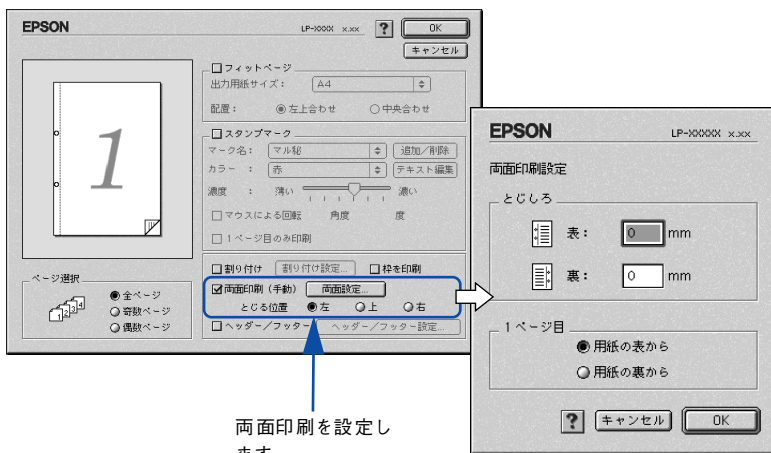 EPSON LP-XXXX x.xx ? OK
キャンセル
フィットページ
出力用紙サイズ： A4
配置： 左上合わせ 中央合わせ
スタンプマーク
マーク名： マル秘 追加／削除
カラー ： 赤 テキスト編集
濃度 ： 薄い 濃い
マウスによる回転 角度 度
1ページ目のみ印刷
割り付け 割り付け設定... 枠を印刷
両面印刷（手動） 両面設定...
とじる位置 左 上 右
ヘッダー／フッター ヘッダー／フッター設定...
1
ページ選択
1 2 3 4
全ページ
奇数ページ
偶数ページ
両面印刷を設定し
ます
EPSON LP-XXXXX x.xx
両面印刷設定
とじしろ
表： 0 mm
裏： 0 mm
1ページ目
用紙の表から
用紙の裏から
? キャンセル OK